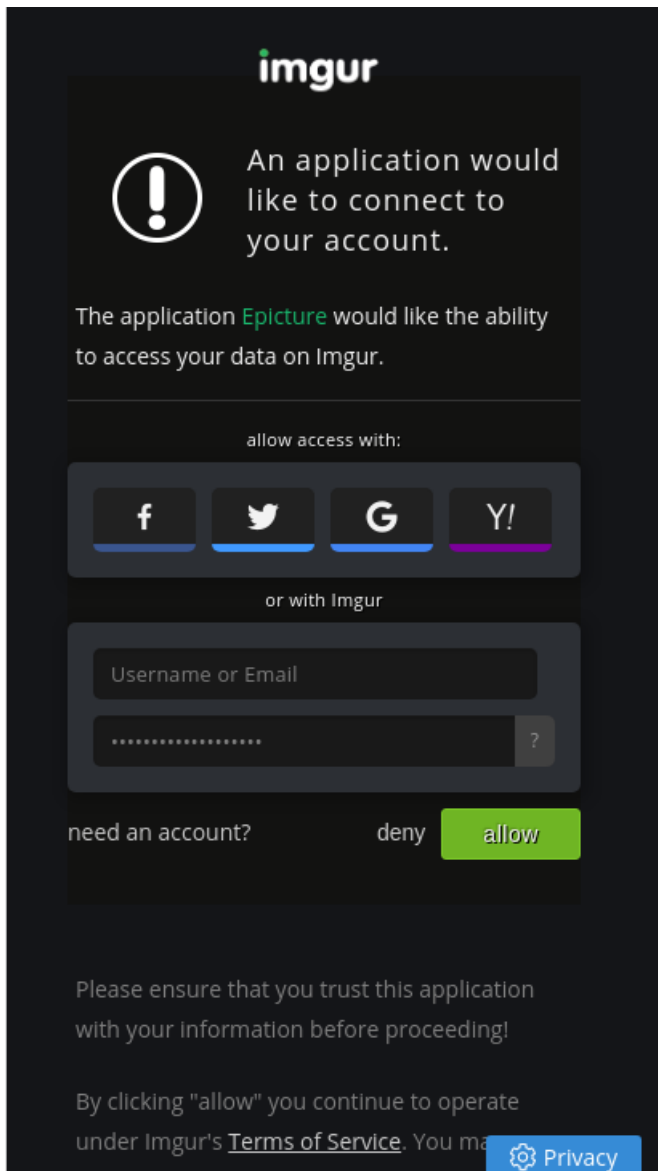 imgur
An application would
like to connect to
your account.
The application Epicture would like the ability
to access your data on Imgur.
allow access with:
f G Y!
or with Imgur
Username or Email
•••••••••••••••••••
?
need an account? deny allow
Please ensure that you trust this application
with your information before proceeding!
By clicking "allow" you continue to operate
under Imgur's Terms of Service. You
Privacy